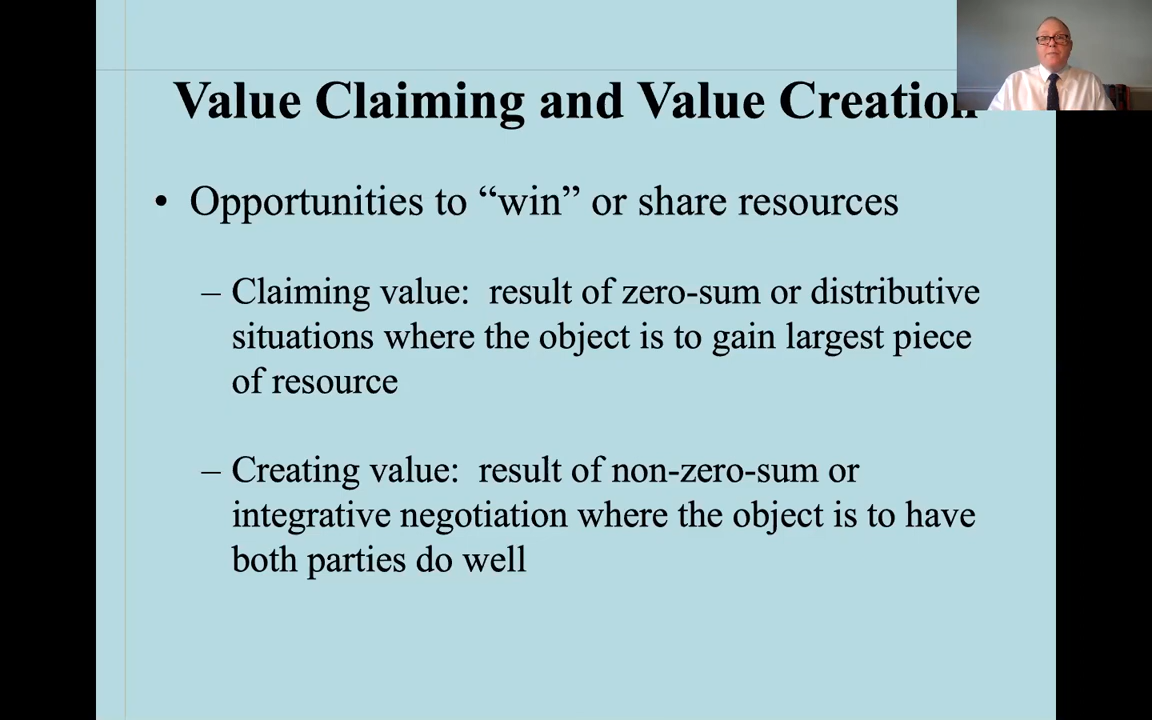 Value Claiming and Value Creation
• Opportunities to “win” or share resources
– Claiming value:  result of zero-sum or distributive
situations where the object is to gain largest piece
of resource
– Creating value:  result of non-zero-sum or
integrative negotiation where the object is to have
both parties do well